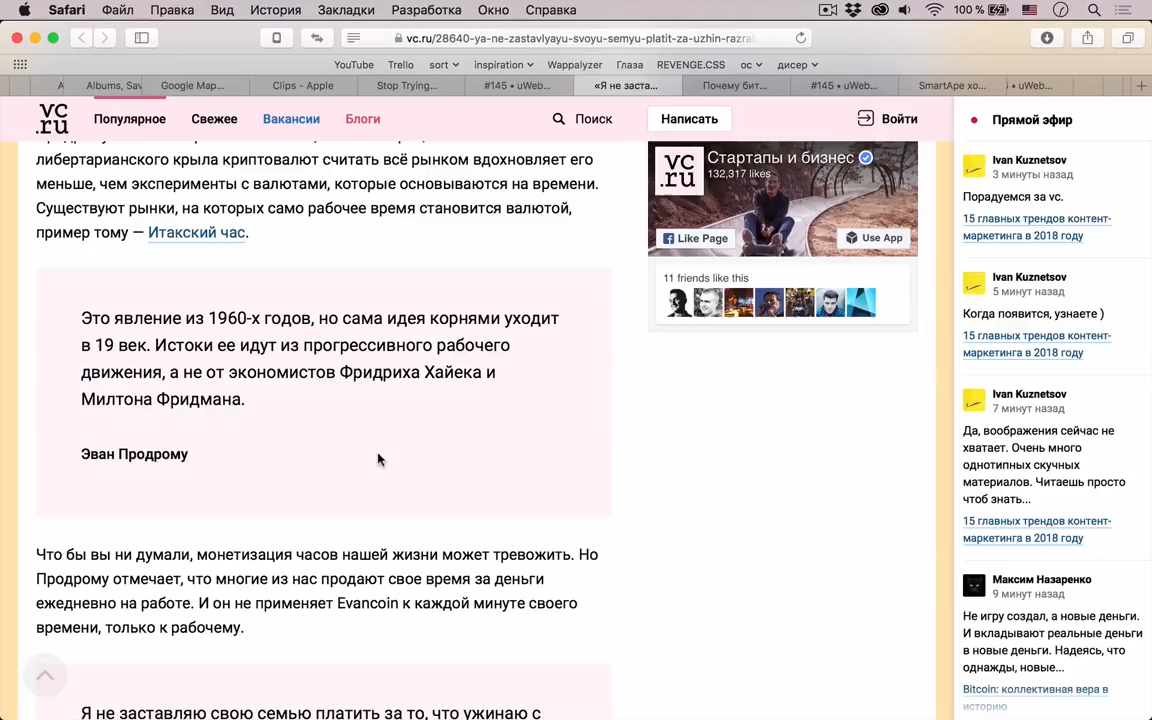 Safari Файл Правка Вид История Закладки Разработка Окно Справка 100 %
vc.ru/28640-ya-ne-zastavlyayu-svoyu-semyu-platit-za-uzhin-razra
YouTube Trello sort inspiration Wappalyzer Глаза REVENGE.CSS ос дисер
Albums, Sav Google Map... Clips - Apple Stop Trying... #145 • uWeb... «Я не заста... Почему бит... #145 • uWeb... SmartApe хо... • uWeb...
vc.ru Популярное Свежее Вакансии Блоги Поиск Написать Войти
либертарианского крыла криптовалют считать всё рынком вдохновляет его
меньше, чем эксперименты с валютами, которые основываются на времени.
Существуют рынки, на которых само рабочее время становится валютой,
пример тому — Итакский час.
Это явление из 1960-х годов, но сама идея корнями уходит
в 19 век. Истоки ее идут из прогрессивного рабочего
движения, а не от экономистов Фридриха Хайека и
Милтона Фридмана.
Эван Продрому
Что бы вы ни думали, монетизация часов нашей жизни может тревожить. Но
Продрому отмечает, что многие из нас продают свое время за деньги
ежедневно на работе. И он не применяет Evancoin к каждой минуте своего
времени, только к рабочему.
Я не заставляю свою семью платить за то, что ужинаю с
vc.ru
Стартапы и бизнес
132,317 likes
Like Page Use App
11 friends like this
Прямой эфир
Ivan Kuznetsov
3 минуты назад
Порадуемся за vc.
15 главных трендов контент-
маркетинга в 2018 году
Ivan Kuznetsov
5 минут назад
Когда появится, узнаете )
15 главных трендов контент-
маркетинга в 2018 году
Ivan Kuznetsov
7 минут назад
Да, воображения сейчас не
хватает. Очень много
однотипных скучных
материалов. Читаешь просто
чтоб знать...
15 главных трендов контент-
маркетинга в 2018 году
Максим Назаренко
9 минут назад
Не игру создал, а новые деньги.
И вкладывают реальные деньги
в новые деньги. Надеясь, что
однажды, новые...
Bitcoin: коллективная вера в
историю